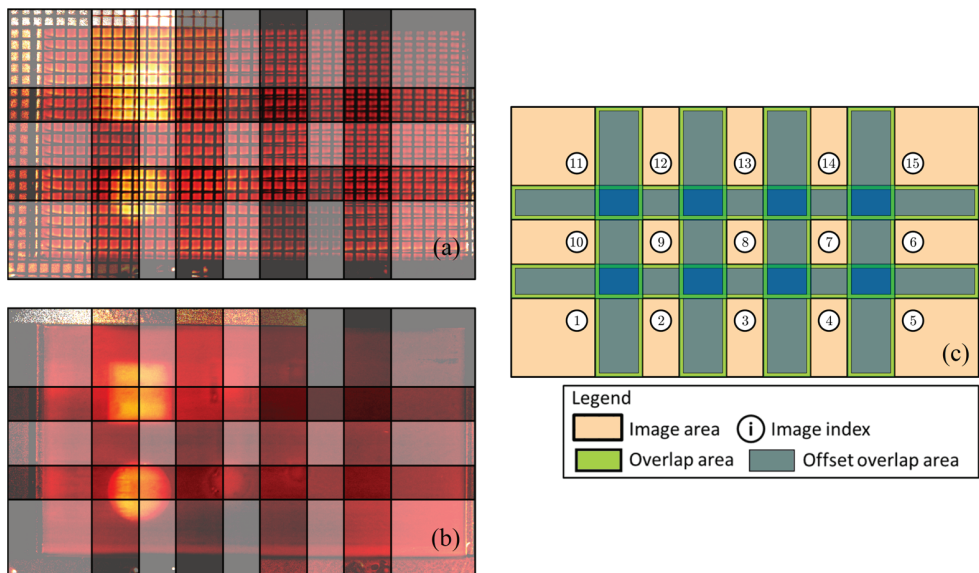 (a)
(b)
11 12 13 14 15
10 9 8 7 6
1 2 3 4 5
(c)
Legend
Image area
i Image index
Overlap area
Offset overlap area